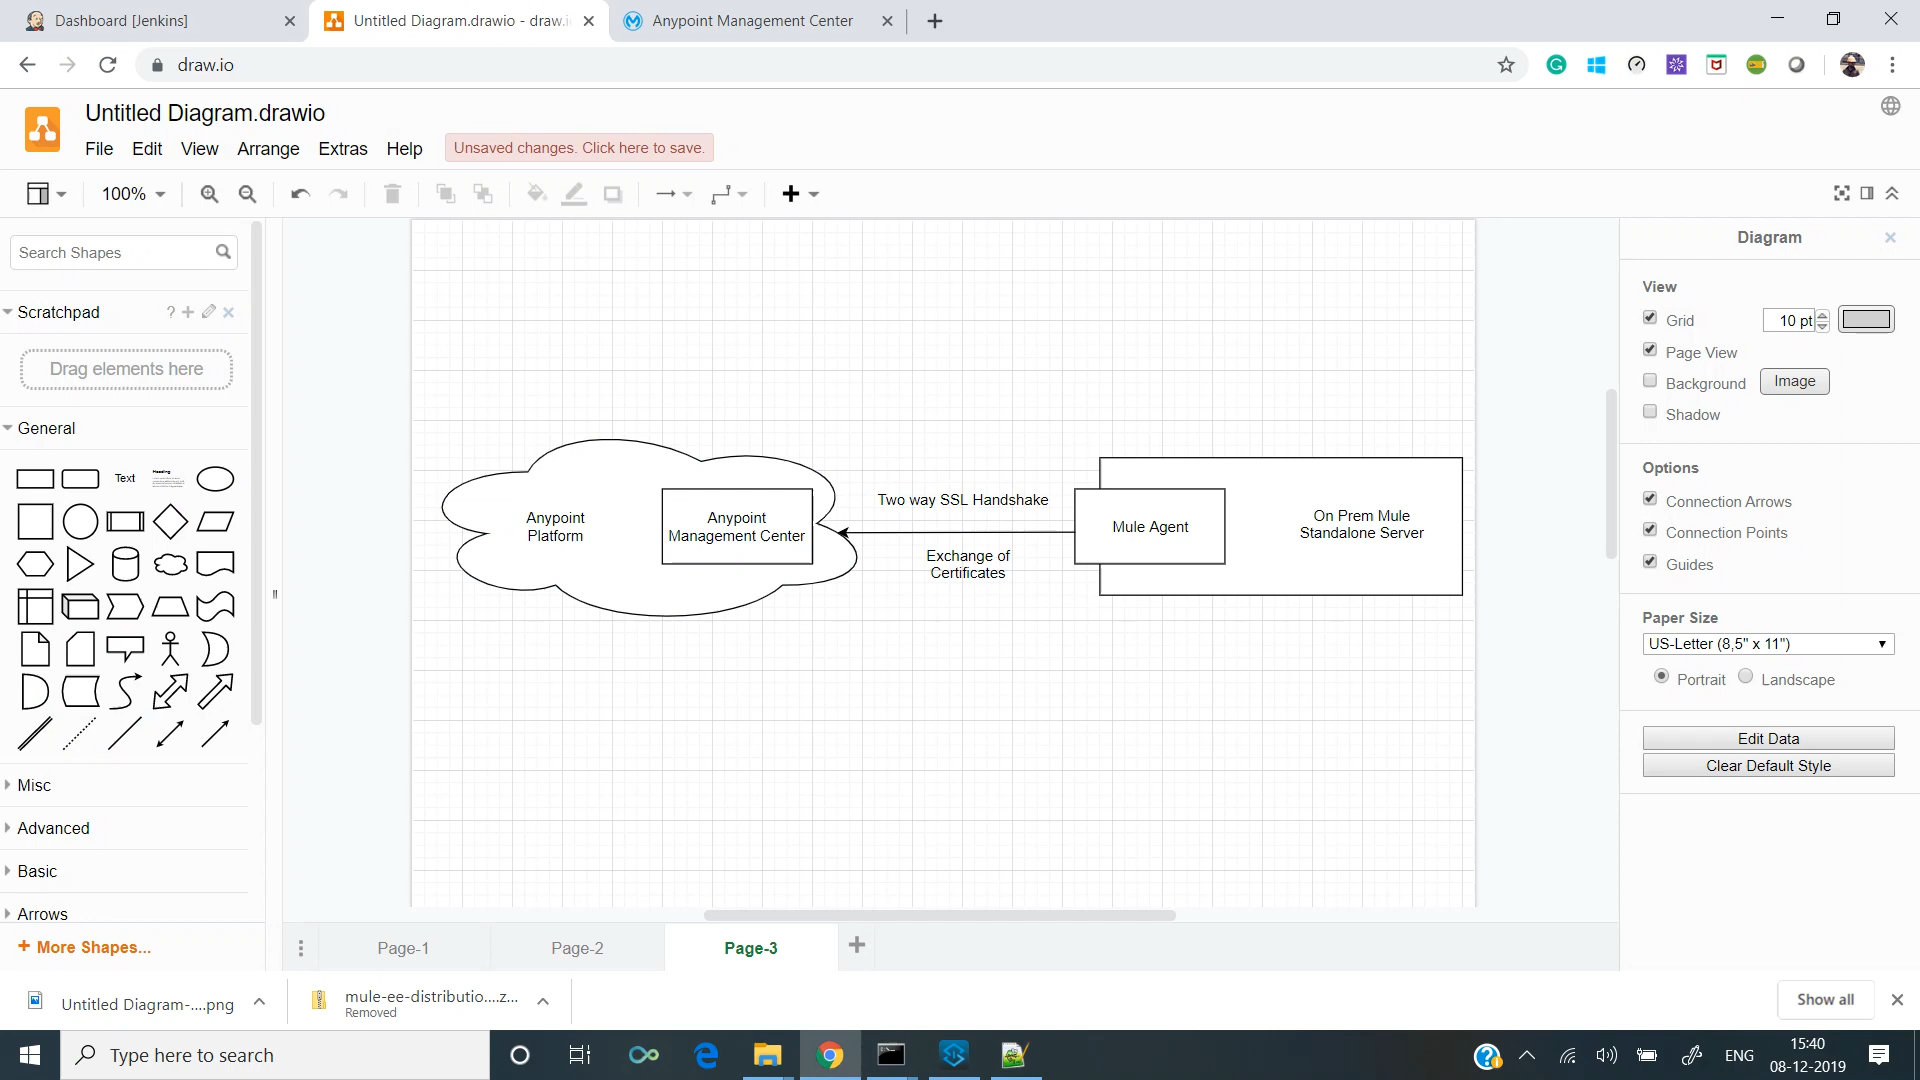 Dashboard [Jenkins]
Untitled Diagram.drawio - draw.i
Anypoint Management Center
draw.io
Untitled Diagram.drawio
File Edit View Arrange Extras Help
Unsaved changes. Click here to save.
100%
Search Shapes
Scratchpad
?
Drag elements here
General
Text
Heading
Misc
Advanced
Basic
Arrows
+ More Shapes...
Anypoint
Platform
Anypoint
Management Center
Two way SSL Handshake
Exchange of
Certificates
Mule Agent
On Prem Mule
Standalone Server
Diagram
View
Grid
10 pt
Page View
Background
Image
Shadow
Options
Connection Arrows
Connection Points
Guides
Paper Size
US-Letter (8,5" x 11")
Portrait
Landscape
Edit Data
Clear Default Style
Page-1
Page-2
Page-3
Untitled Diagram-....png
mule-ee-distributio....z...
Removed
Show all
Type here to search
ENG
15:40
08-12-2019